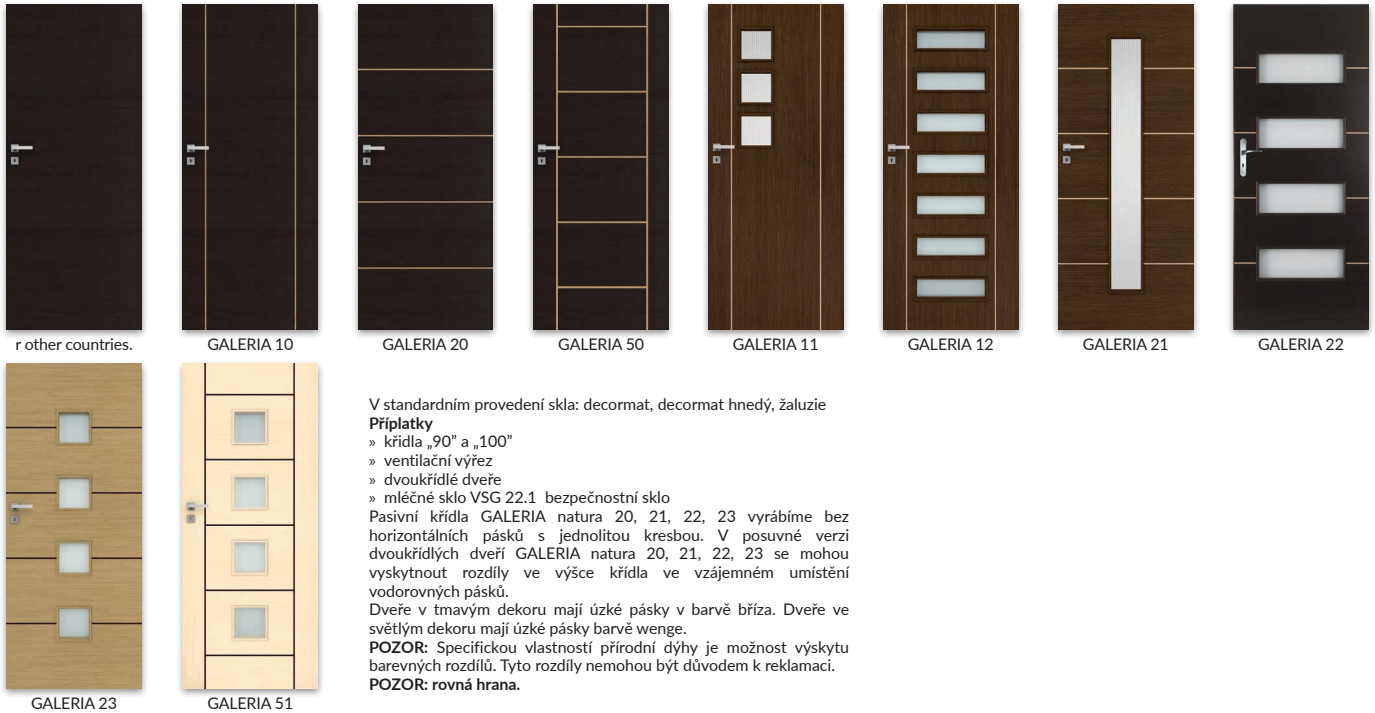 r other countries.
GALERIA 10
GALERIA 20
GALERIA 50
GALERIA 11
GALERIA 12
GALERIA 21
GALERIA 22
GALERIA 23
GALERIA 51
V standardním provedení skla: decormat, decormat hnedý, žaluzie
Příplatky
» křidla „90” a „100”
» ventilační výřez
» dvoukřídlé dveře
» mléčné sklo VSG 22.1 bezpečnostní sklo
Pasivní křídla GALERIA natura 20, 21, 22, 23 vyrábíme bez
horizontálních pásků s jednolitou kresbou. V posuvné verzi
dvoukřídlých dveří GALERIA natura 20, 21, 22, 23 se mohou
vyskytnout rozdíly ve výšce křídla ve vzájemném umístění
vodorovných pásků.
Dveře v tmavým dekoru mají úzké pásky v barvě bříza. Dveře ve
světlým dekoru mají úzké pásky barvě wenge.
POZOR: Specifickou vlastností přírodní dýhy je možnost výskytu
barevných rozdílů. Tyto rozdíly nemohou být důvodem k reklamaci.
POZOR: rovná hrana.